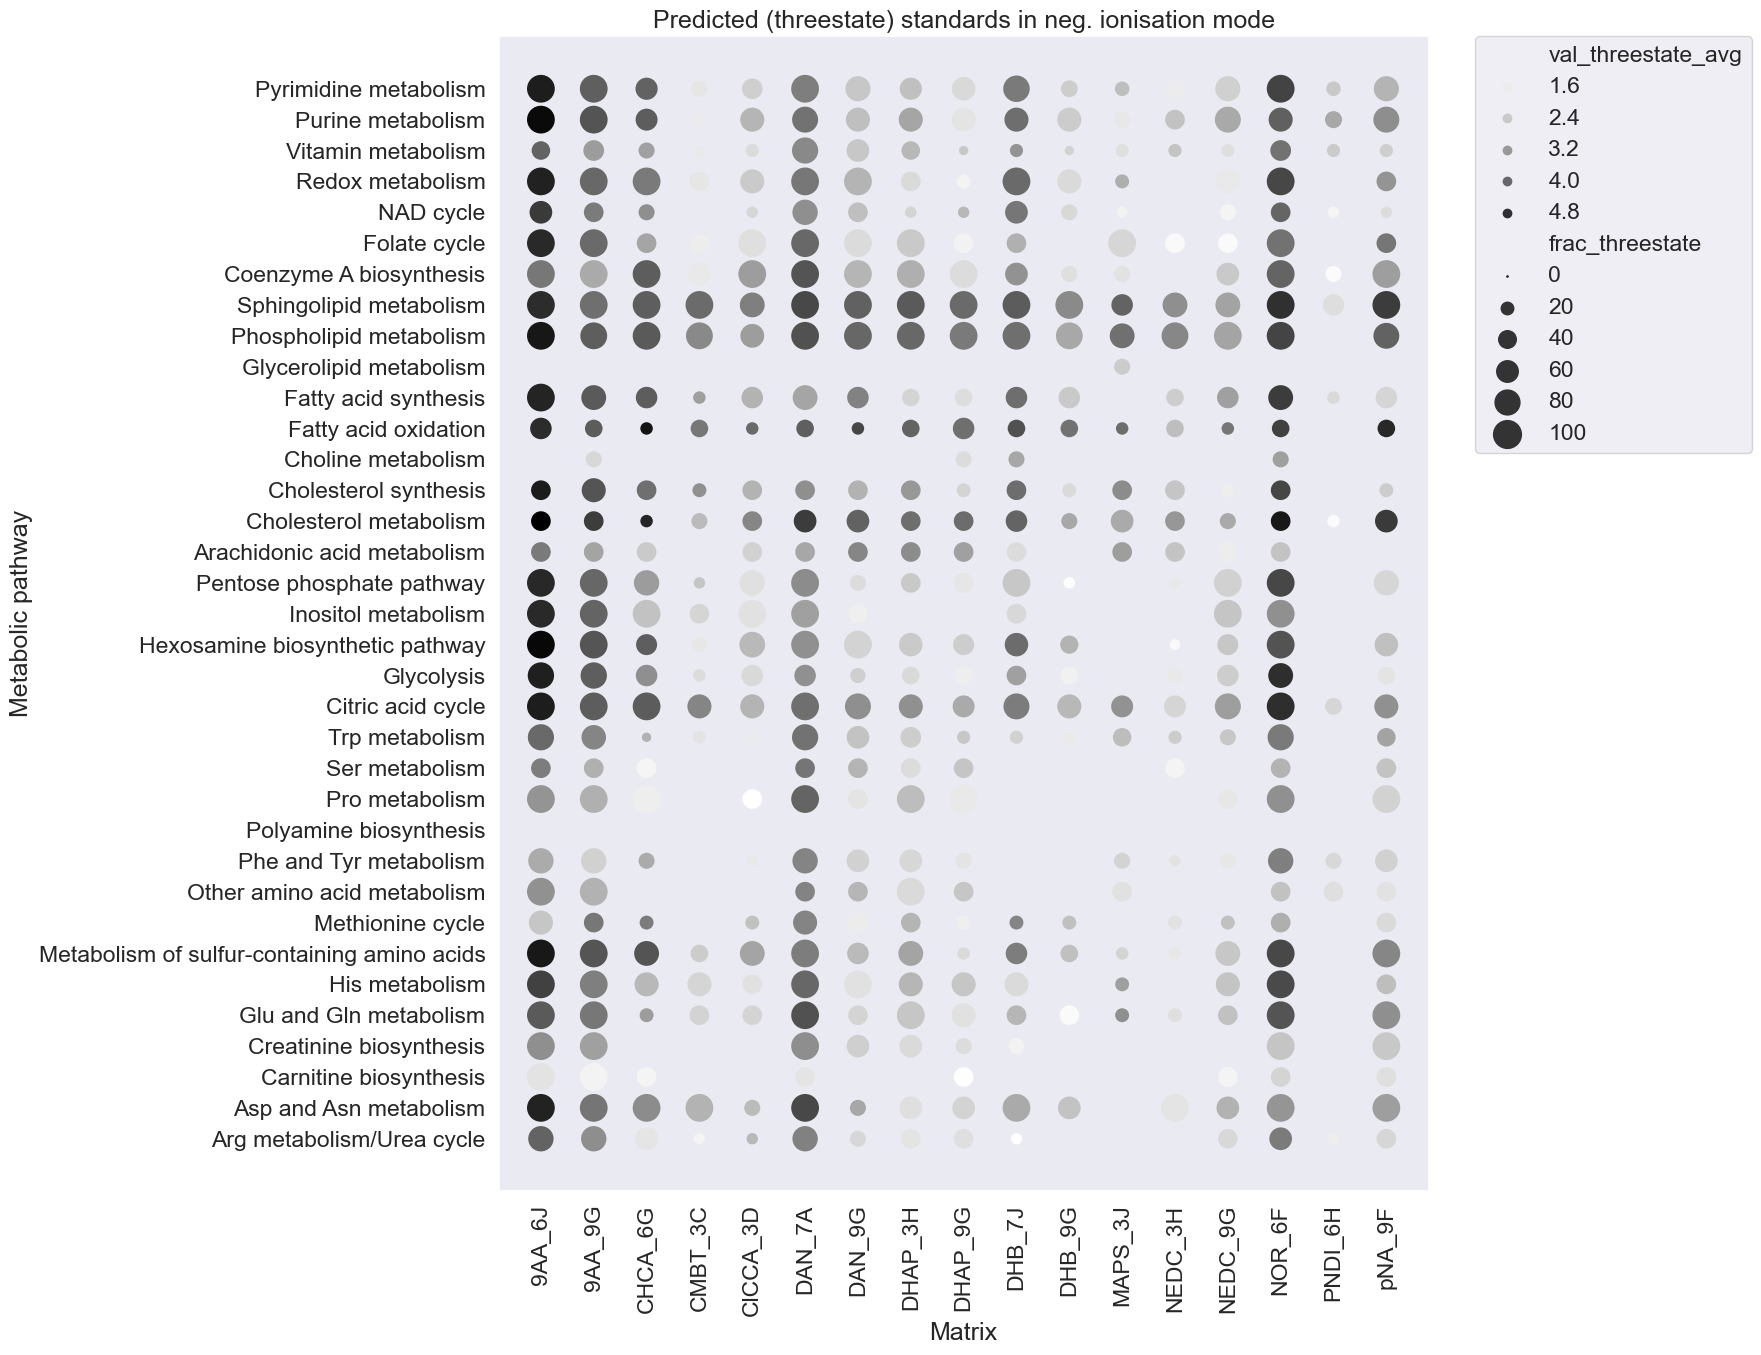 Predicted (threestate) standards in neg. ionisation mode
Metabolic pathway
Pyrimidine metabolism
Purine metabolism
Vitamin metabolism
Redox metabolism
NAD cycle
Folate cycle
Coenzyme A biosynthesis
Sphingolipid metabolism
Phospholipid metabolism
Glycerolipid metabolism
Fatty acid synthesis
Fatty acid oxidation
Choline metabolism
Cholesterol synthesis
Cholesterol metabolism
Arachidonic acid metabolism
Pentose phosphate pathway
Inositol metabolism
Hexosamine biosynthetic pathway
Glycolysis
Citric acid cycle
Trp metabolism
Ser metabolism
Pro metabolism
Polyamine biosynthesis
Phe and Tyr metabolism
Other amino acid metabolism
Methionine cycle
Metabolism of sulfur-containing amino acids
His metabolism
Glu and Gln metabolism
Creatinine biosynthesis
Carnitine biosynthesis
Asp and Asn metabolism
Arg metabolism/Urea cycle
9AA_6J
9AA_9G
CHCA_6G
CMBT_3C
ClCCA_3D
DAN_7A
DAN_9G
DHAP_3H
DHAP_9G
DHB_7J
DHB_9G
MAPS_3J
NEDC_3H
NEDC_9G
NOR_6F
PNDI_6H
pNA_9F
Matrix
val_threestate_avg
1.6
2.4
3.2
4.0
4.8
frac_threestate
0
20
40
60
80
100